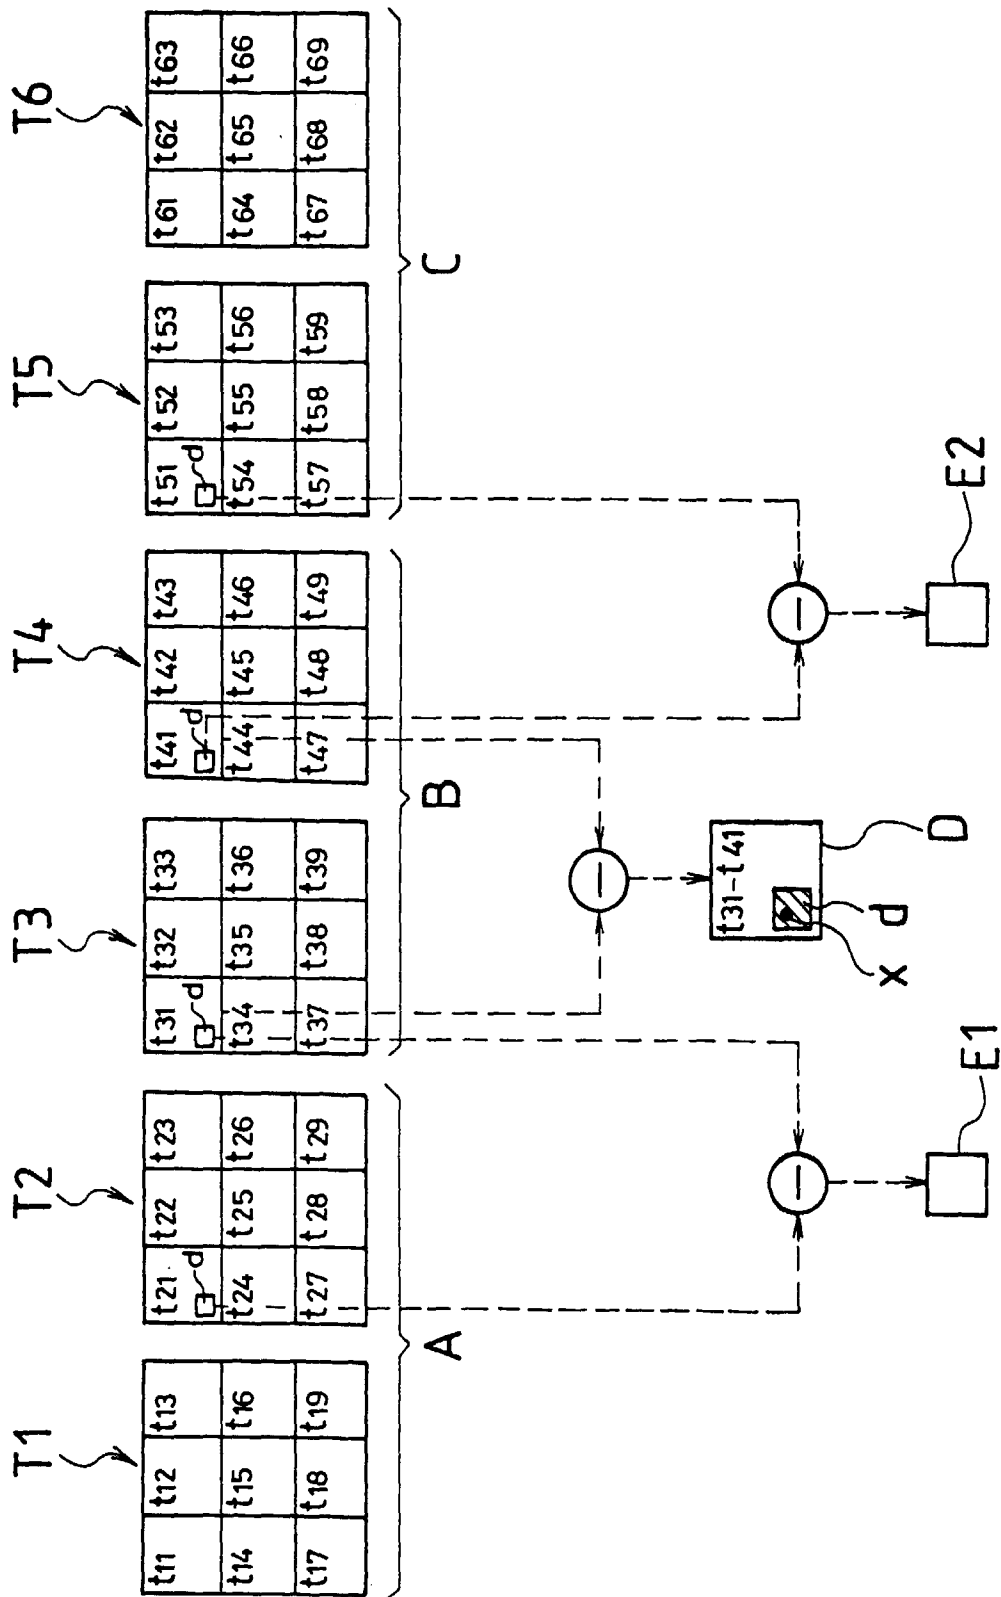 T1 T2 T3 T4 T5 T6
t11 t12 t13 t21 t22 t23 t31 t32 t33 t41 t42 t43 t51 t52 t53 t61 t62 t63
d d d d
t14 t15 t16 t24 t25 t26 t34 t35 t36 t44 t45 t46 t54 t55 t56 t64 t65 t66
t17 t18 t19 t27 t28 t29 t37 t38 t39 t47 t48 t49 t57 t58 t59 t67 t68 t69
A B C
− 
t31-t41
− −
x d D
E1 E2